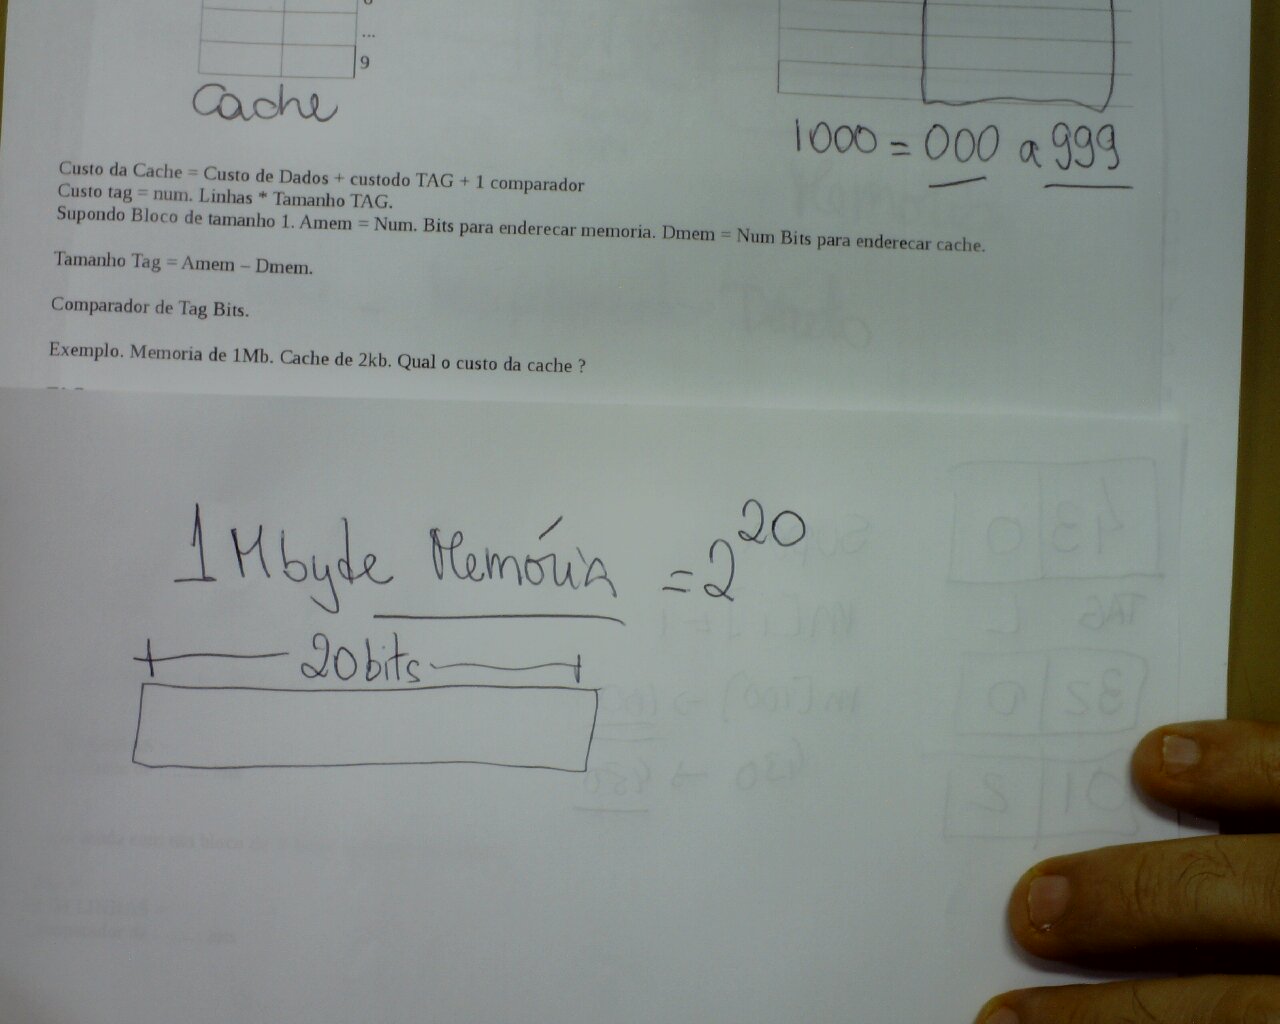 ...
9
Cache
1000 = 000 a 999
Custo da Cache = Custo de Dados + custodo TAG + 1 comparador
Custo tag = num. Linhas * Tamanho TAG.
Supondo Bloco de tamanho 1. Amem = Num. Bits para enderecar memoria. Dmem = Num Bits para enderecar cache.
Tamanho Tag = Amem – Dmem.
Comparador de Tag Bits.
Exemplo. Memoria de 1Mb. Cache de 2kb. Qual o custo da cache ?
1 Mbyte Memória = 2^20
20 bits